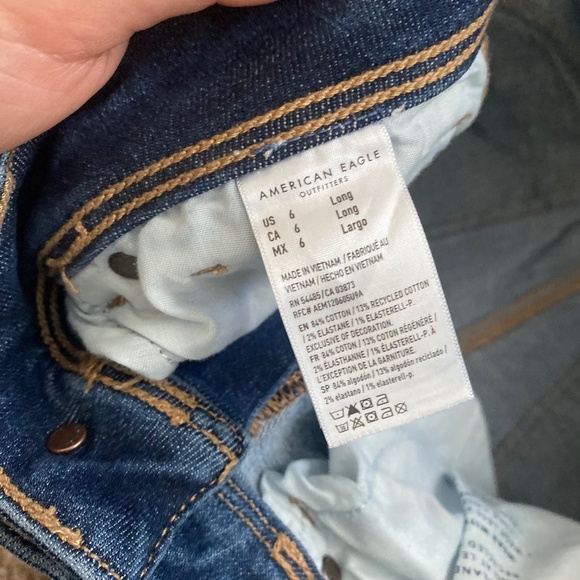 AMERICAN EAGLE
OUTFITTERS
US 6 Long
CA 6 Long
MX 6 Largo
MADE IN VIETNAM / FABRIQUÉ AU
VIETNAM / HECHO EN VIETNAM
RN 54485 / CA 03873
RFC# AEM120605U9A
EN 84% COTTON / 13% RECYCLED COTTON
/ 2% ELASTANE / 1% ELASTERELL-P.
EXCLUSIVE OF DECORATION.
FR 84% COTON / 13% COTON RÉGÉNÉRÉ /
2% ÉLASTHANNE / 1% ELASTERELL-P. À
L'EXCEPTION DE LA GARNITURE.
SP 84% algodón / 13% algodón reciclado /
2% elastano / 1% elasterell-p.